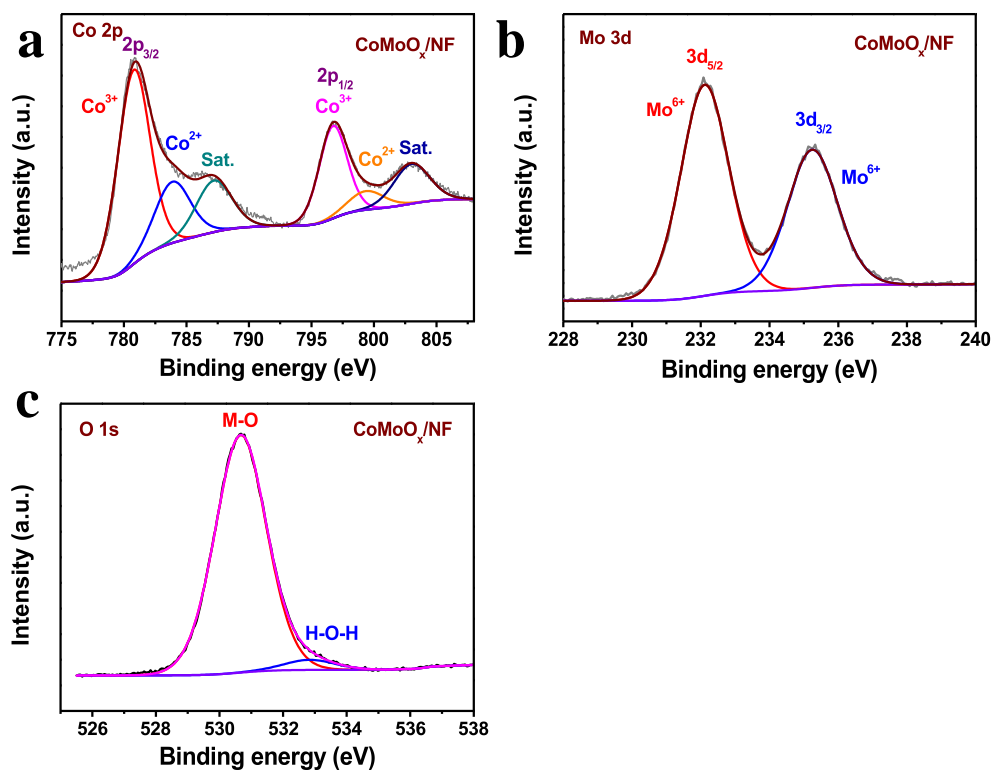 a
Co 2p
2p3/2
CoMoOx/NF
Co3+
Co2+
Sat.
2p1/2
Co3+
Co2+
Sat.
Intensity (a.u.)
775 780 785 790 795 800 805
Binding energy (eV)
b
Mo 3d
CoMoOx/NF
3d5/2
Mo6+
3d3/2
Mo6+
Intensity (a.u.)
228 230 232 234 236 238 240
Binding energy (eV)
c
O 1s
M-O
CoMoOx/NF
H-O-H
Intensity (a.u.)
526 528 530 532 534 536 538
Binding energy (eV)